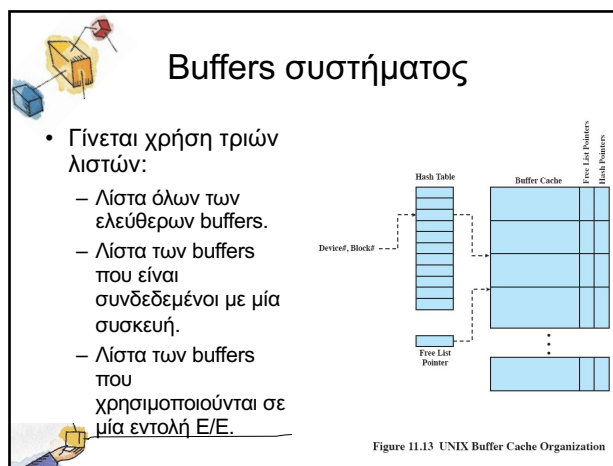 Buffers συστήματος
• Γίνεται χρήση τριών
λιστών:
– Λίστα όλων των
ελεύθερων buffers.
– Λίστα των buffers
που είναι
συνδεδεμένοι με μία
συσκευή.
– Λίστα των buffers
που
χρησιμοποιούνται σε
μία εντολή Ε/Ε.
Hash Table
Buffer Cache
Free List Pointers
Hash Pointers
Device#, Block#
Free List
Pointer
Figure 11.13 UNIX Buffer Cache Organization